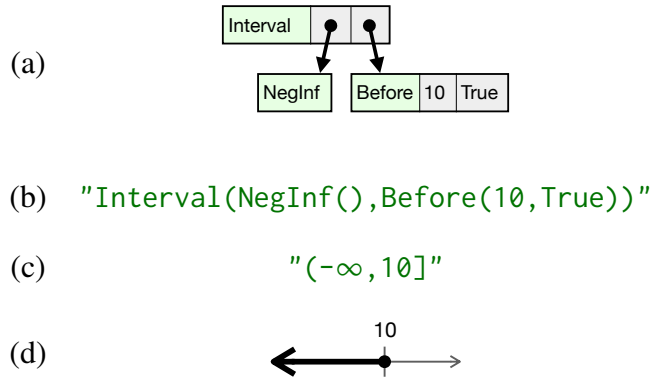 (a)
Interval
NegInf
Before 10 True
(b) "Interval(NegInf(),Before(10,True))"
(c) "(-∞,10]"
10
(d)